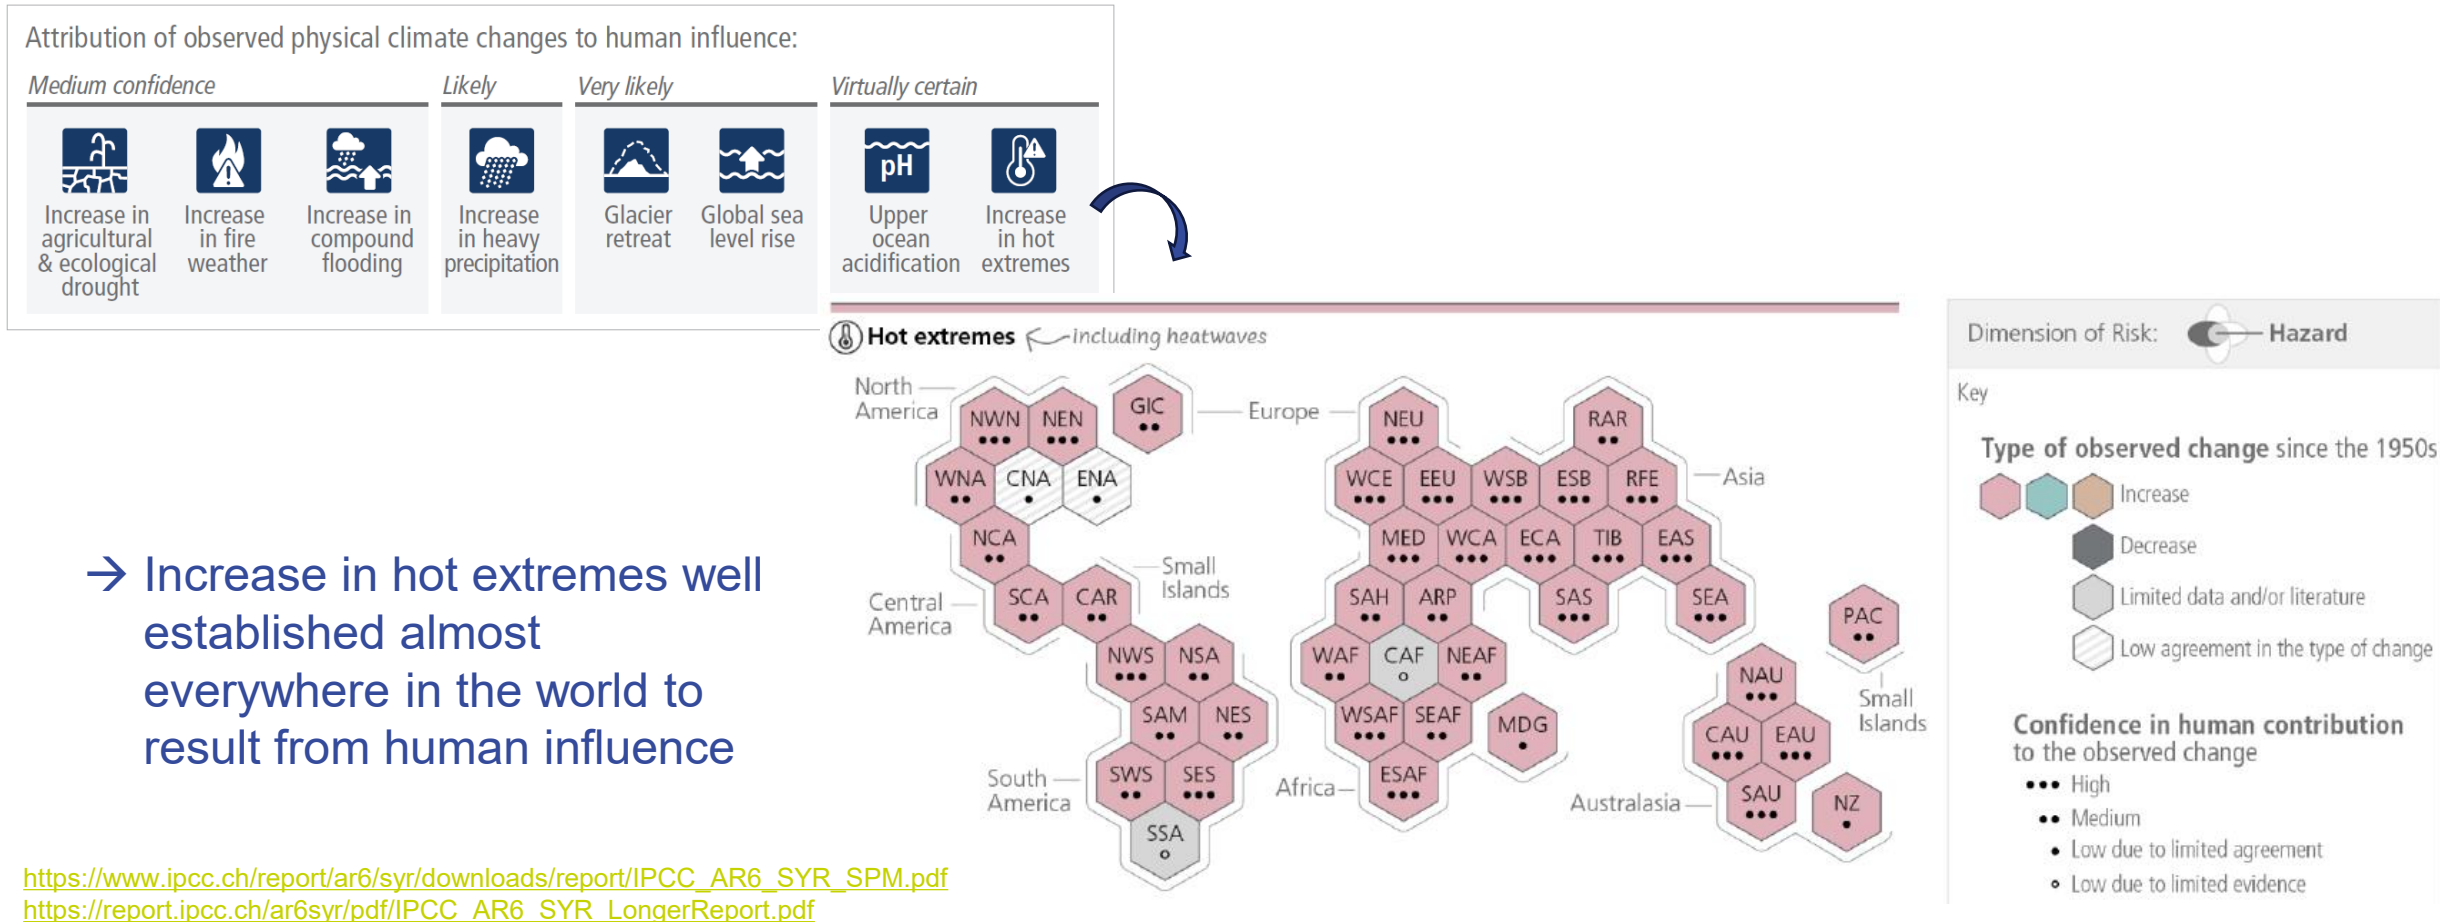 Attribution of observed physical climate changes to human influence:
Medium confidence
Likely
Very likely
Virtually certain
Increase in
agricultural
& ecological
drought
Increase
in fire
weather
Increase in
compound
flooding
Increase
in heavy
precipitation
Glacier
retreat
Global sea
level rise
pH
Upper
ocean
acidification
Increase
in hot
extremes
Hot extremes
including heatwaves
North
America
NWN
NEN
GIC
Europe
NEU
RAR
WNA
CNA
ENA
WCE
EEU
WSB
ESB
RFE
Asia
NCA
MED
WCA
ECA
TIB
EAS
Small
Islands
Central
America
SCA
CAR
SAH
ARP
SAS
SEA
PAC
NWS
NSA
WAF
CAF
NEAF
NAU
Small
Islands
SAM
NES
WSAF
SEAF
MDG
CAU
EAU
South
America
SWS
SES
Africa
ESAF
Australasia
SAU
NZ
SSA
Dimension of Risk:
Hazard
Key
Type of observed change since the 1950s
Increase
Decrease
Limited data and/or literature
Low agreement in the type of change
Confidence in human contribution
to the observed change
••• High
•• Medium
• Low due to limited agreement
∘ Low due to limited evidence
→ Increase in hot extremes well
established almost
everywhere in the world to
result from human influence
https://www.ipcc.ch/report/ar6/syr/downloads/report/IPCC_AR6_SYR_SPM.pdf
https://report.ipcc.ch/ar6syr/pdf/IPCC_AR6_SYR_LongerReport.pdf